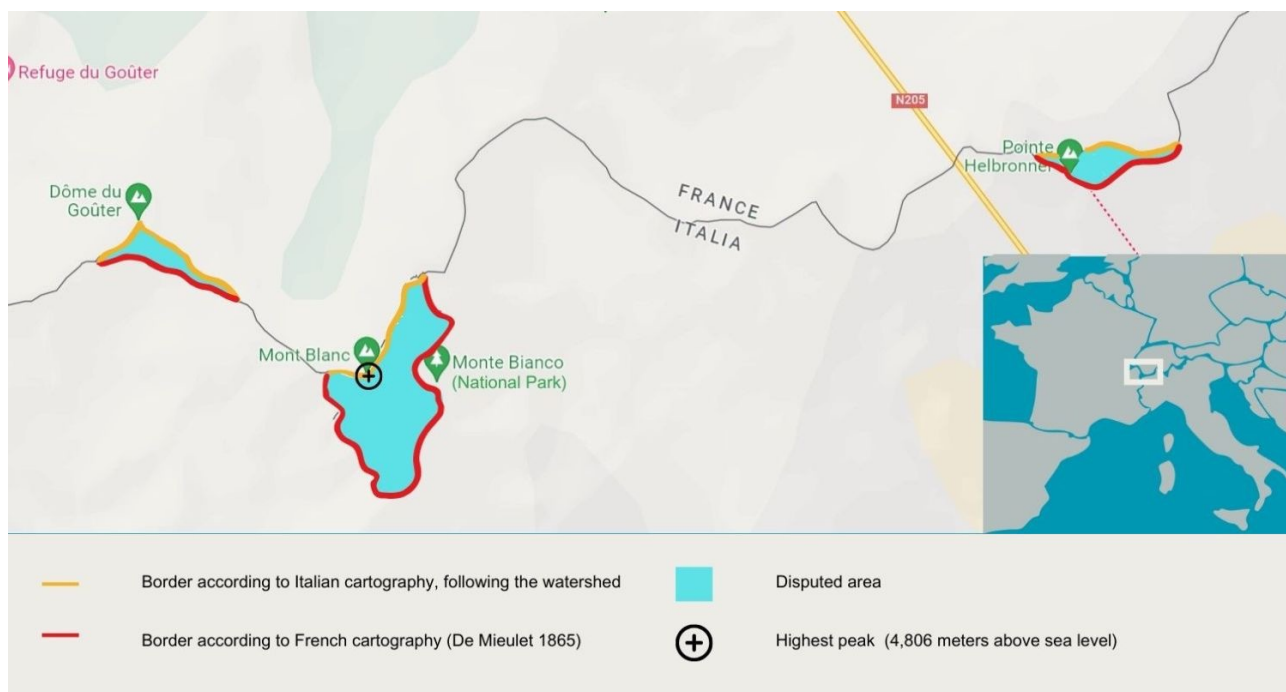 Refuge du Goûter
N205
Pointe
Helbronner
Dôme du
Goûter
FRANCE
ITALIA
Mont Blanc
Monte Bianco
(National Park)
Border according to Italian cartography, following the watershed
Disputed area
Border according to French cartography (De Mieulet 1865)
Highest peak (4,806 meters above sea level)